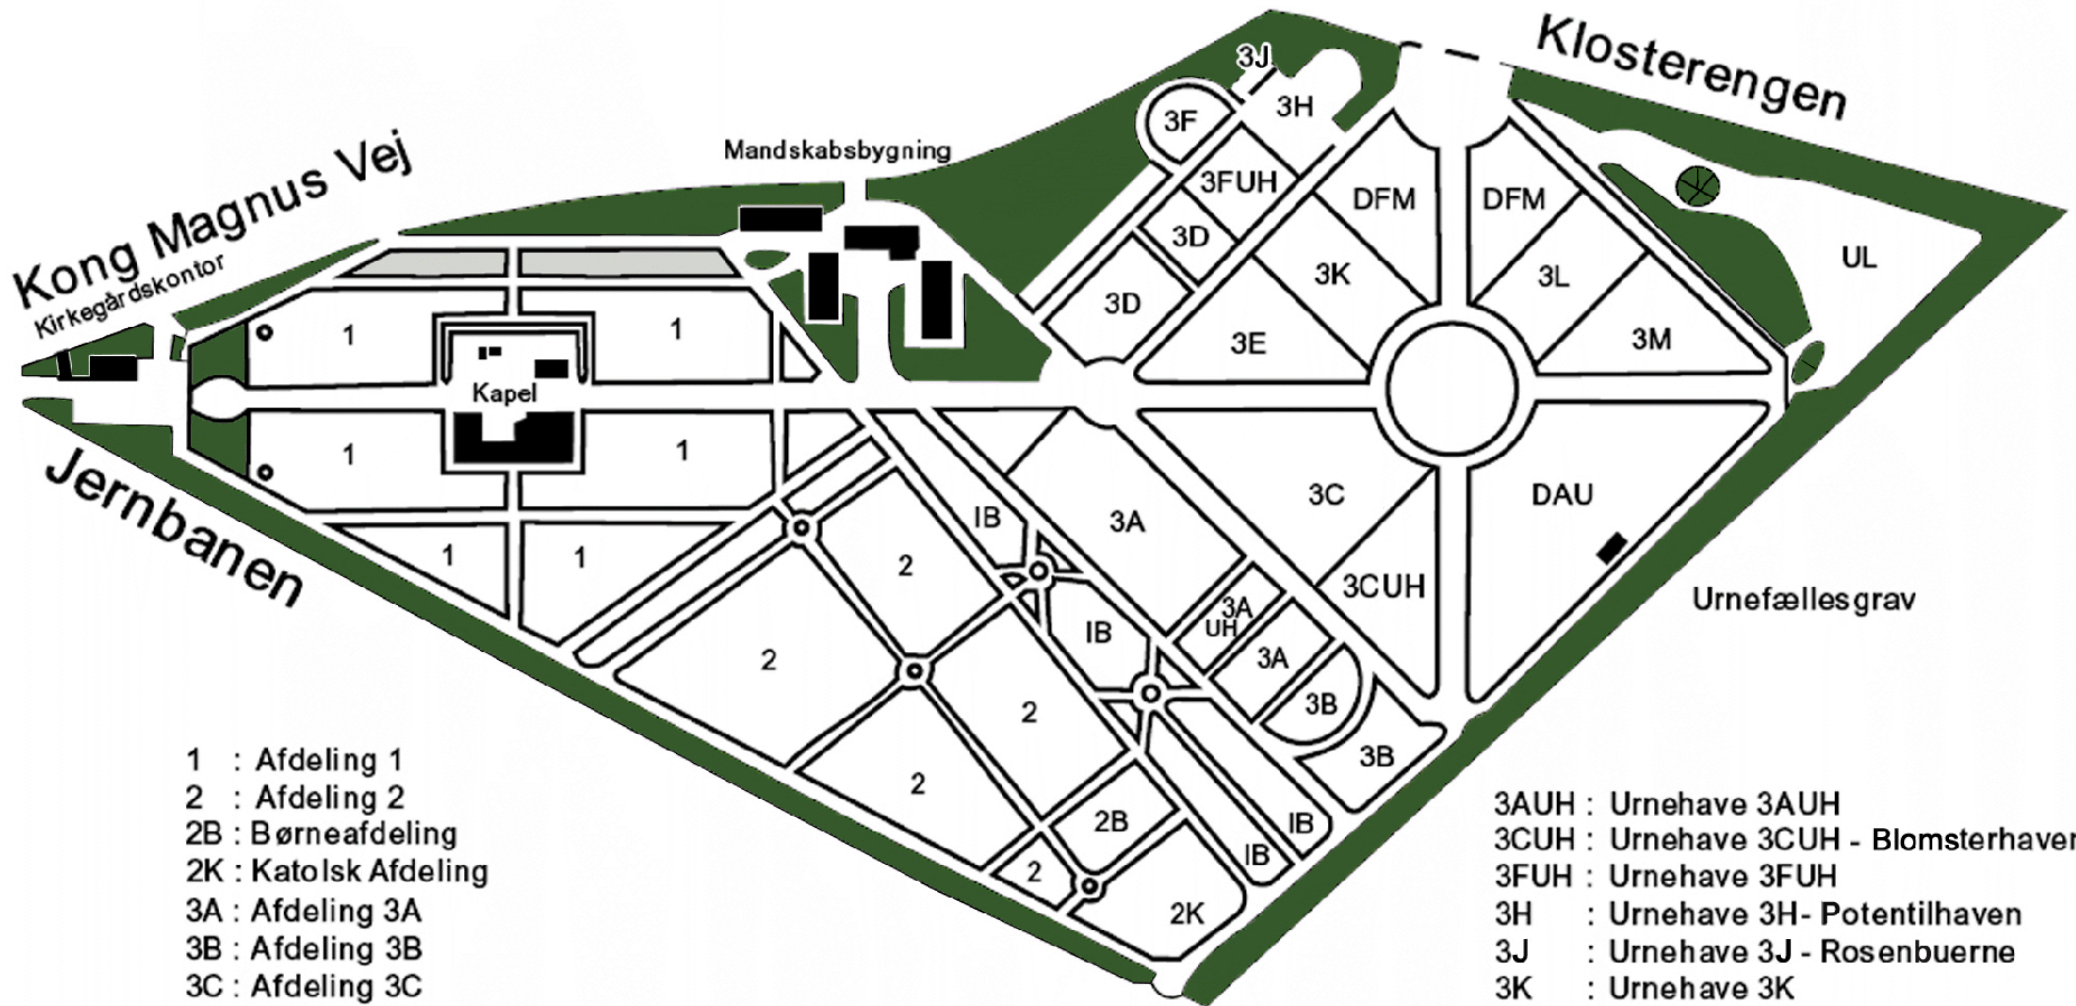 Klosterengen
3J
3H
3F
Mandskabsbygning
Kong Magnus Vej
Kirkegårdskontor
3FUH
DFM
DFM
3D
UL
3K
3L
3D
1
1
3E
3M
Kapel
1
1
3C
DAU
IB
3A
1
1
2
3CUH
3A
UH
Urnefællesgrav
Jernbanen
IB
2
3A
3B
2
3B
2
2B
IB
IB
2
2K
1 : Afdeling 1
2 : Afdeling 2
2B : Børneafdeling
2K : Katolsk Afdeling
3A : Afdeling 3A
3B : Afdeling 3B
3C : Afdeling 3C
3AUH : Urnehave 3AUH
3CUH : Urnehave 3CUH - Blomsterhaven
3FUH : Urnehave 3FUH
3H : Urnehave 3H- Potentilhaven
3J : Urnehave 3J - Rosenbuerne
3K : Urnehave 3K